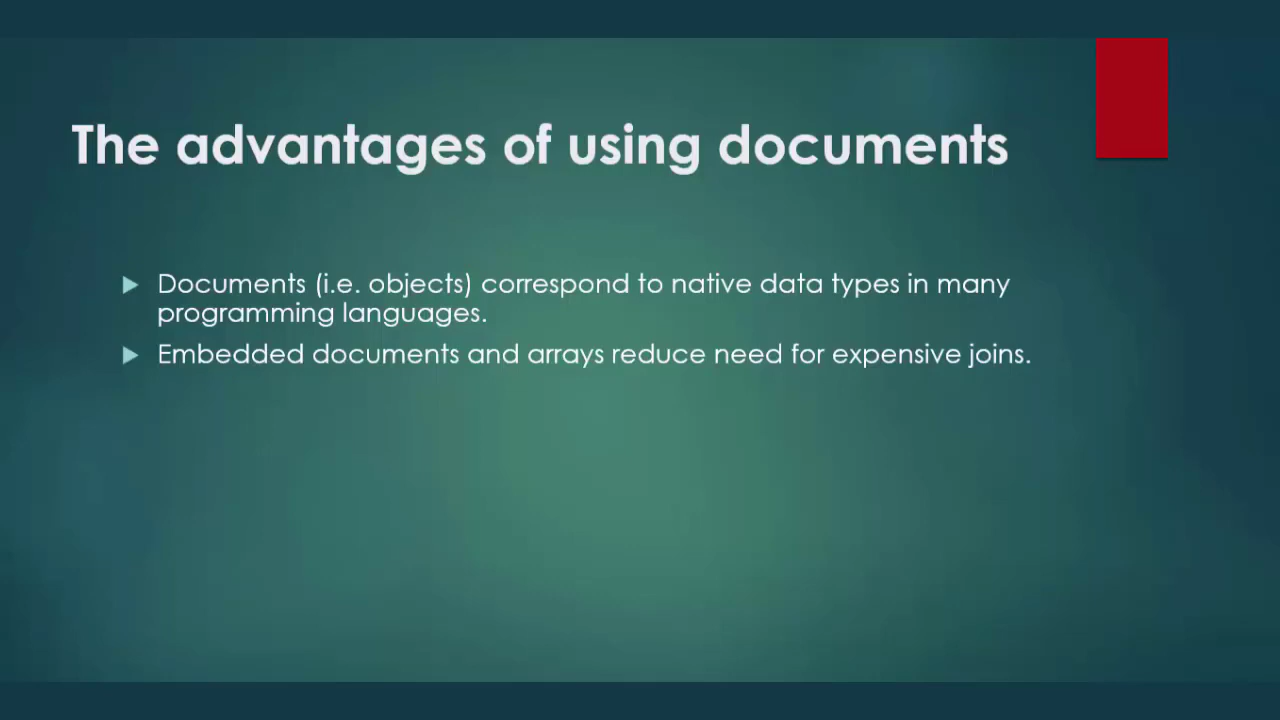 The advantages of using documents
Documents (i.e. objects) correspond to native data types in many
programming languages.
Embedded documents and arrays reduce need for expensive joins.